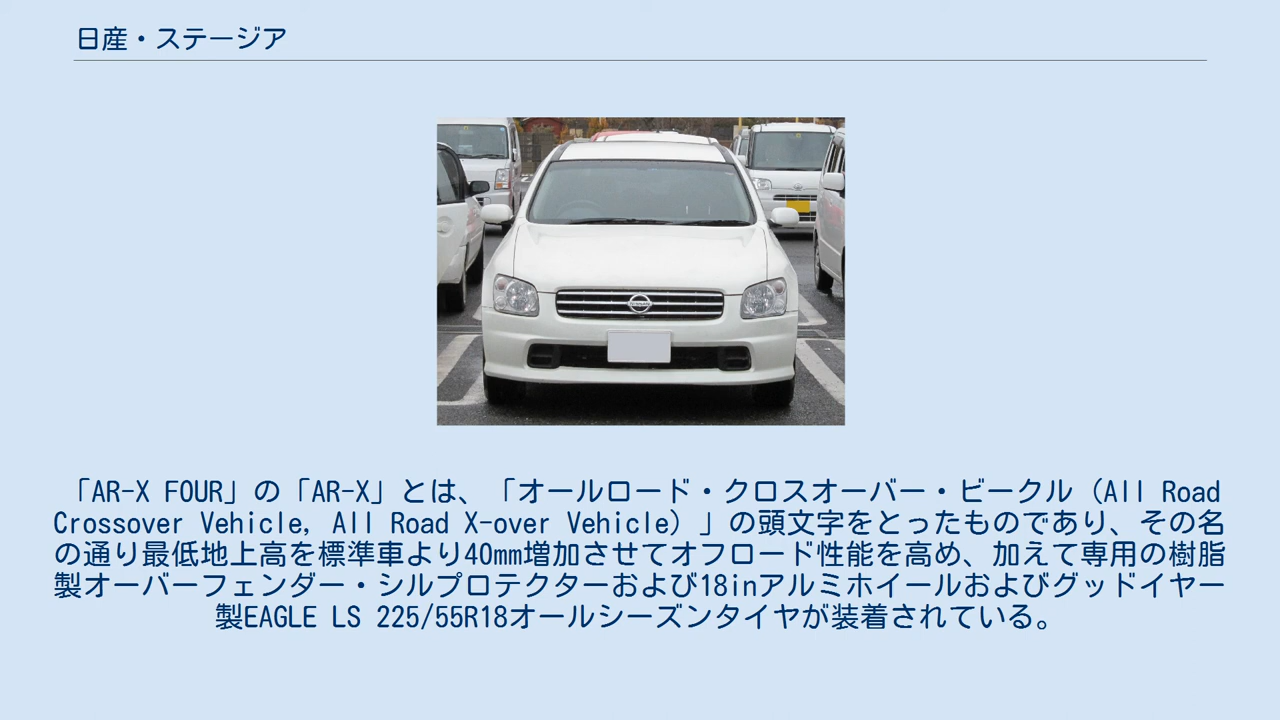 日産・ステージア
NISSAN
「AR-X FOUR」の「AR-X」とは、「オールロード・クロスオーバー・ビークル（All Road
Crossover Vehicle, All Road X-over Vehicle）」の頭文字をとったものであり、その名
の通り最低地上高を標準車より40mm増加させてオフロード性能を高め、加えて専用の樹脂
製オーバーフェンダー・シルプロテクターおよび18inアルミホイールおよびグッドイヤー
製EAGLE LS 225/55R18オールシーズンタイヤが装着されている。